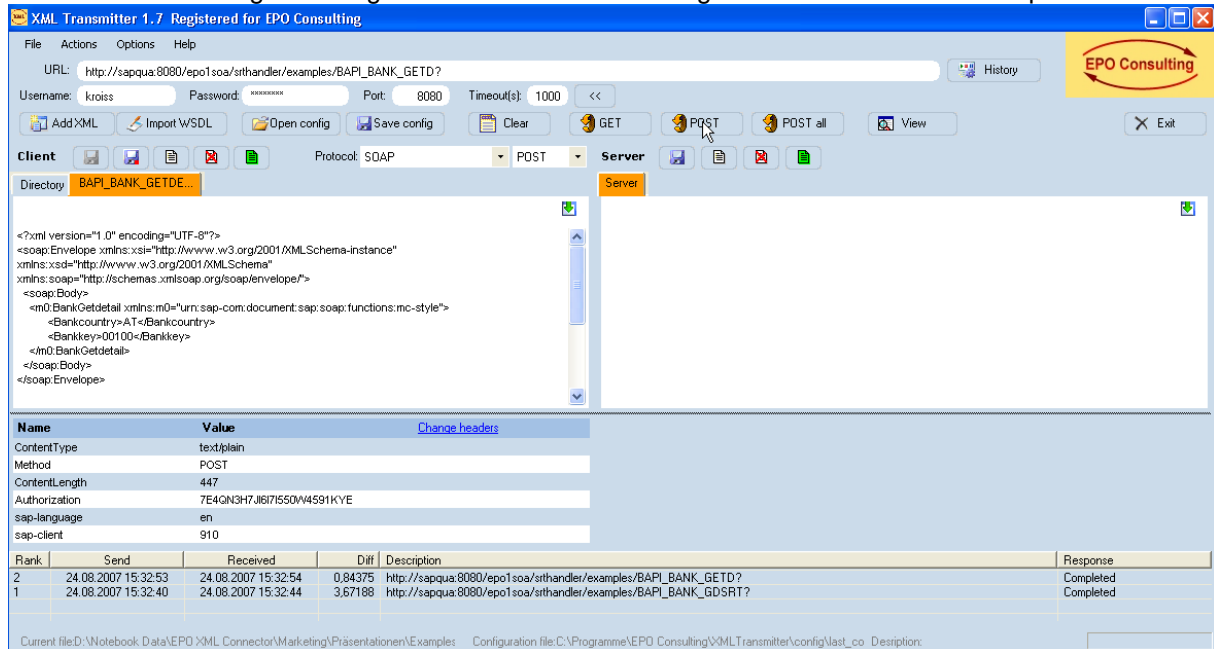 XML Transmitter 1.7 Registered for EPO Consulting
File Actions Options Help
URL: http://sapqua:8080/epo1soa/srthandler/examples/BAPI_BANK_GETD? History
EPO Consulting
Username: kroiss Password: ******** Port: 8080 Timeout(s): 1000 <<
Add XML Import WSDL Open config Save config Clear GET POST POST all View Exit
Client Protocol: SOAP POST Server
Directory BAPI_BANK_GETDE... Server
<?xml version="1.0" encoding="UTF-8"?>
<soap:Envelope xmlns:xsi="http://www.w3.org/2001/XMLSchema-instance"
xmlns:xsd="http://www.w3.org/2001/XMLSchema"
xmlns:soap="http://schemas.xmlsoap.org/soap/envelope/">
<soap:Body>
<m0:BankGetdetail xmlns:m0="urn:sap-com:document:sap:soap:functions:mc-style">
<Bankcountry>AT</Bankcountry>
<Bankkey>00100</Bankkey>
</m0:BankGetdetail>
</soap:Body>
</soap:Envelope>
Name Value Change headers
ContentType text/plain
Method POST
ContentLength 447
Authorization
sap-language en
sap-client 910
Rank Send Received Diff Description Response
2 24.08.2007 15:32:53 24.08.2007 15:32:54 0,84375 http://sapqua:8080/epo1soa/srthandler/examples/BAPI_BANK_GETD? Completed
1 24.08.2007 15:32:40 24.08.2007 15:32:44 3,67188 http://sapqua:8080/epo1soa/srthandler/examples/BAPI_BANK_GDSRT? Completed
Current file:D:\Notebook Data\EPO XML Connector\Marketing\Präsentationen\Examples Configuration file:C:\Programme\EPO Consulting\XMLTransmitter\config\last_co Desription: